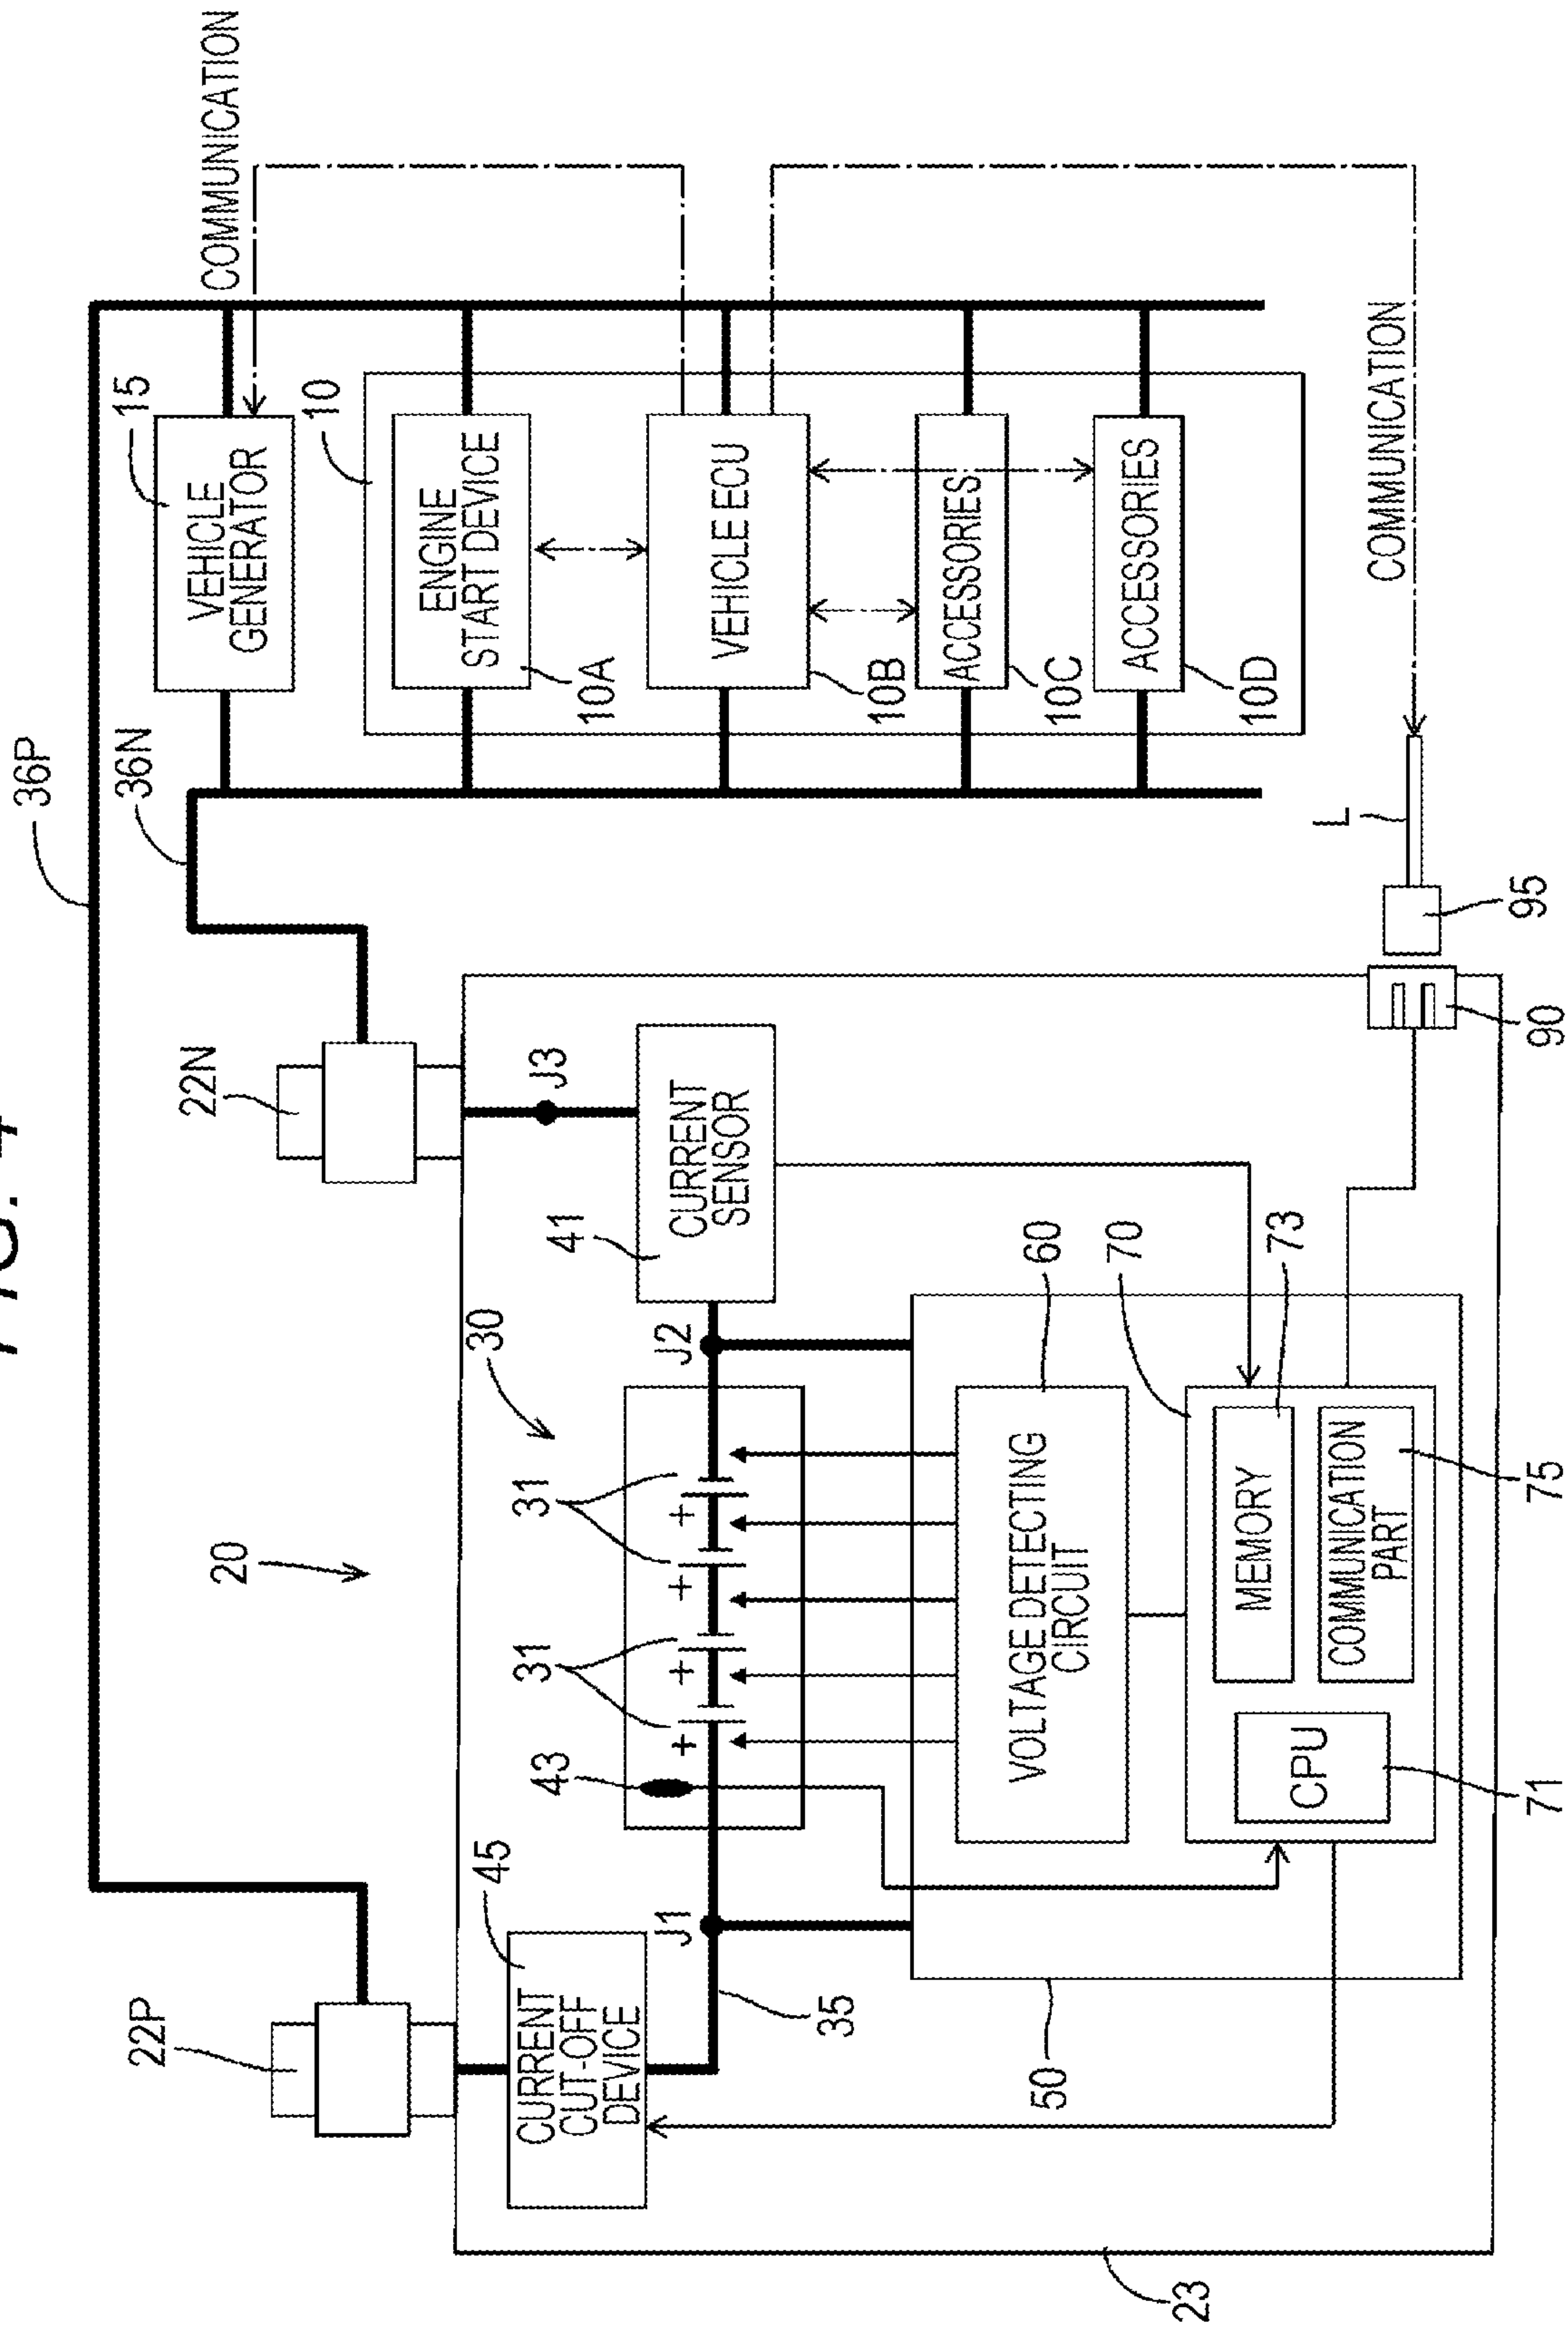 FIG. 4
36P
36N
COMMUNICATION
15
VEHICLE
GENERATOR
10
ENGINE
START DEVICE
10A
VEHICLE ECU
10B
ACCESSORIES
10C
ACCESSORIES
10D
COMMUNICATION
L
95
90
22P
22N
20
J3
45
CURRENT
CUT-OFF
DEVICE
43
31
31
30
41
CURRENT
SENSOR
+
+
+
+
J1
J2
35
50
VOLTAGE DETECTING
CIRCUIT
60
70
73
MEMORY
COMMUNICATION
PART
CPU
71
75
23